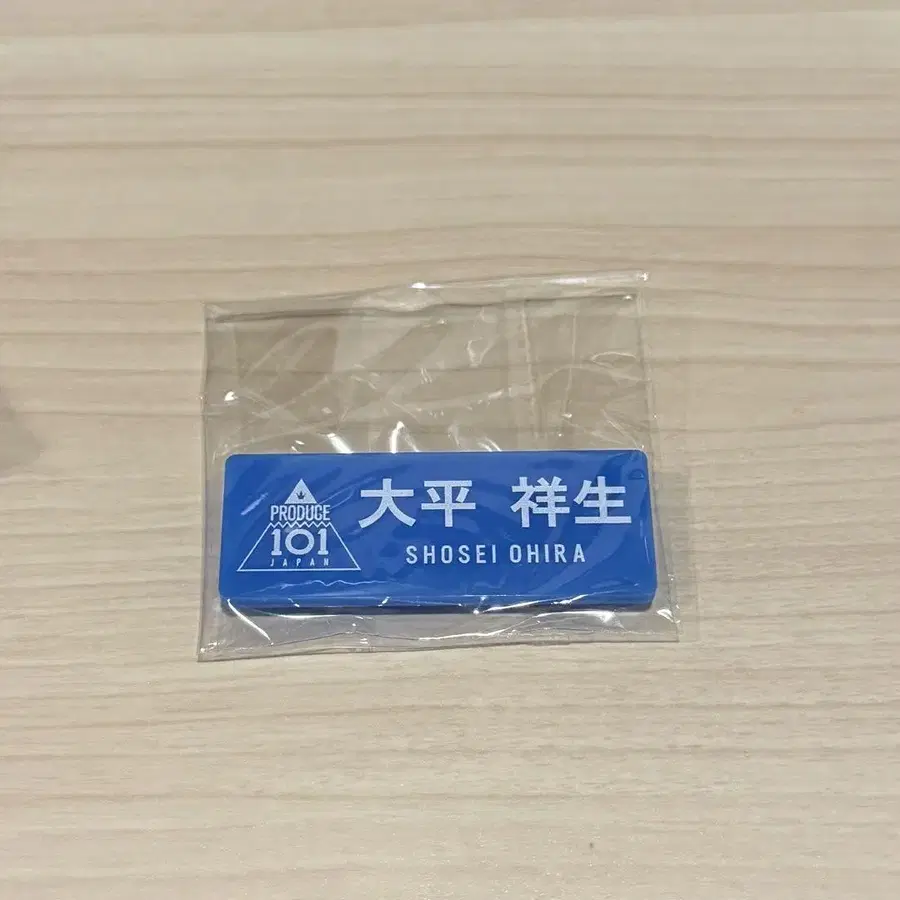 PRODUCE
101
JAPAN
大平 祥生
SHOSEI OHIRA